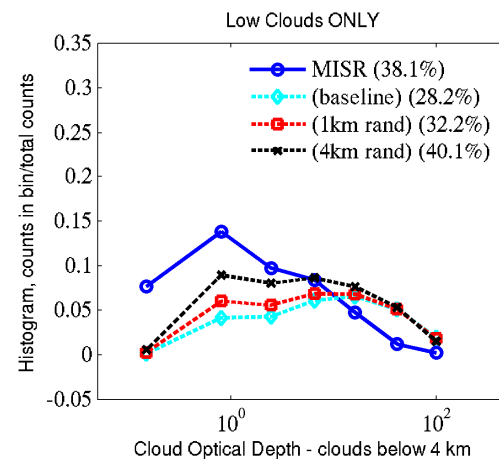 Low Clouds ONLY
0.35
0.3
0.25
0.2
0.15
0.1
0.05
0
-0.05
Histogram, counts in bin/total counts
MISR (38.1%)
(baseline) (28.2%)
(1km rand) (32.2%)
(4km rand) (40.1%)
10^0
10^2
Cloud Optical Depth - clouds below 4 km